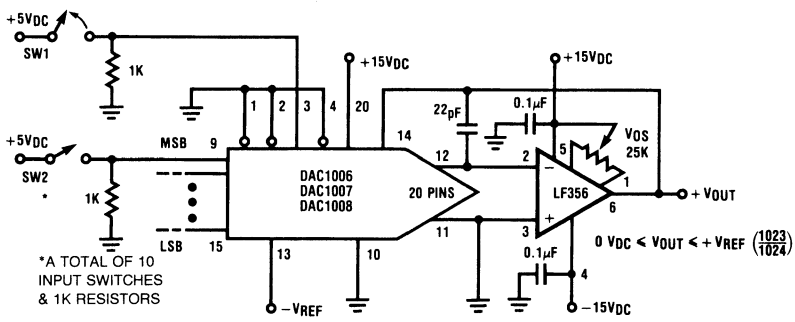 +5VDC
SW1
1K
+15VDC
+15VDC
1
2
3
4
20
14
22pF
0.1µF
VOS
25K
+5VDC
SW2
*
1K
MSB
9
LSB
15
DAC1006
DAC1007
DAC1008
20 PINS
12
11
2
3
5
1
6
4
−
+
LF356
+VOUT
0 VDC ≤ VOUT ≤ +VREF (1023/1024)
13
10
−VREF
0.1µF
−15VDC
*A TOTAL OF 10
INPUT SWITCHES
& 1K RESISTORS